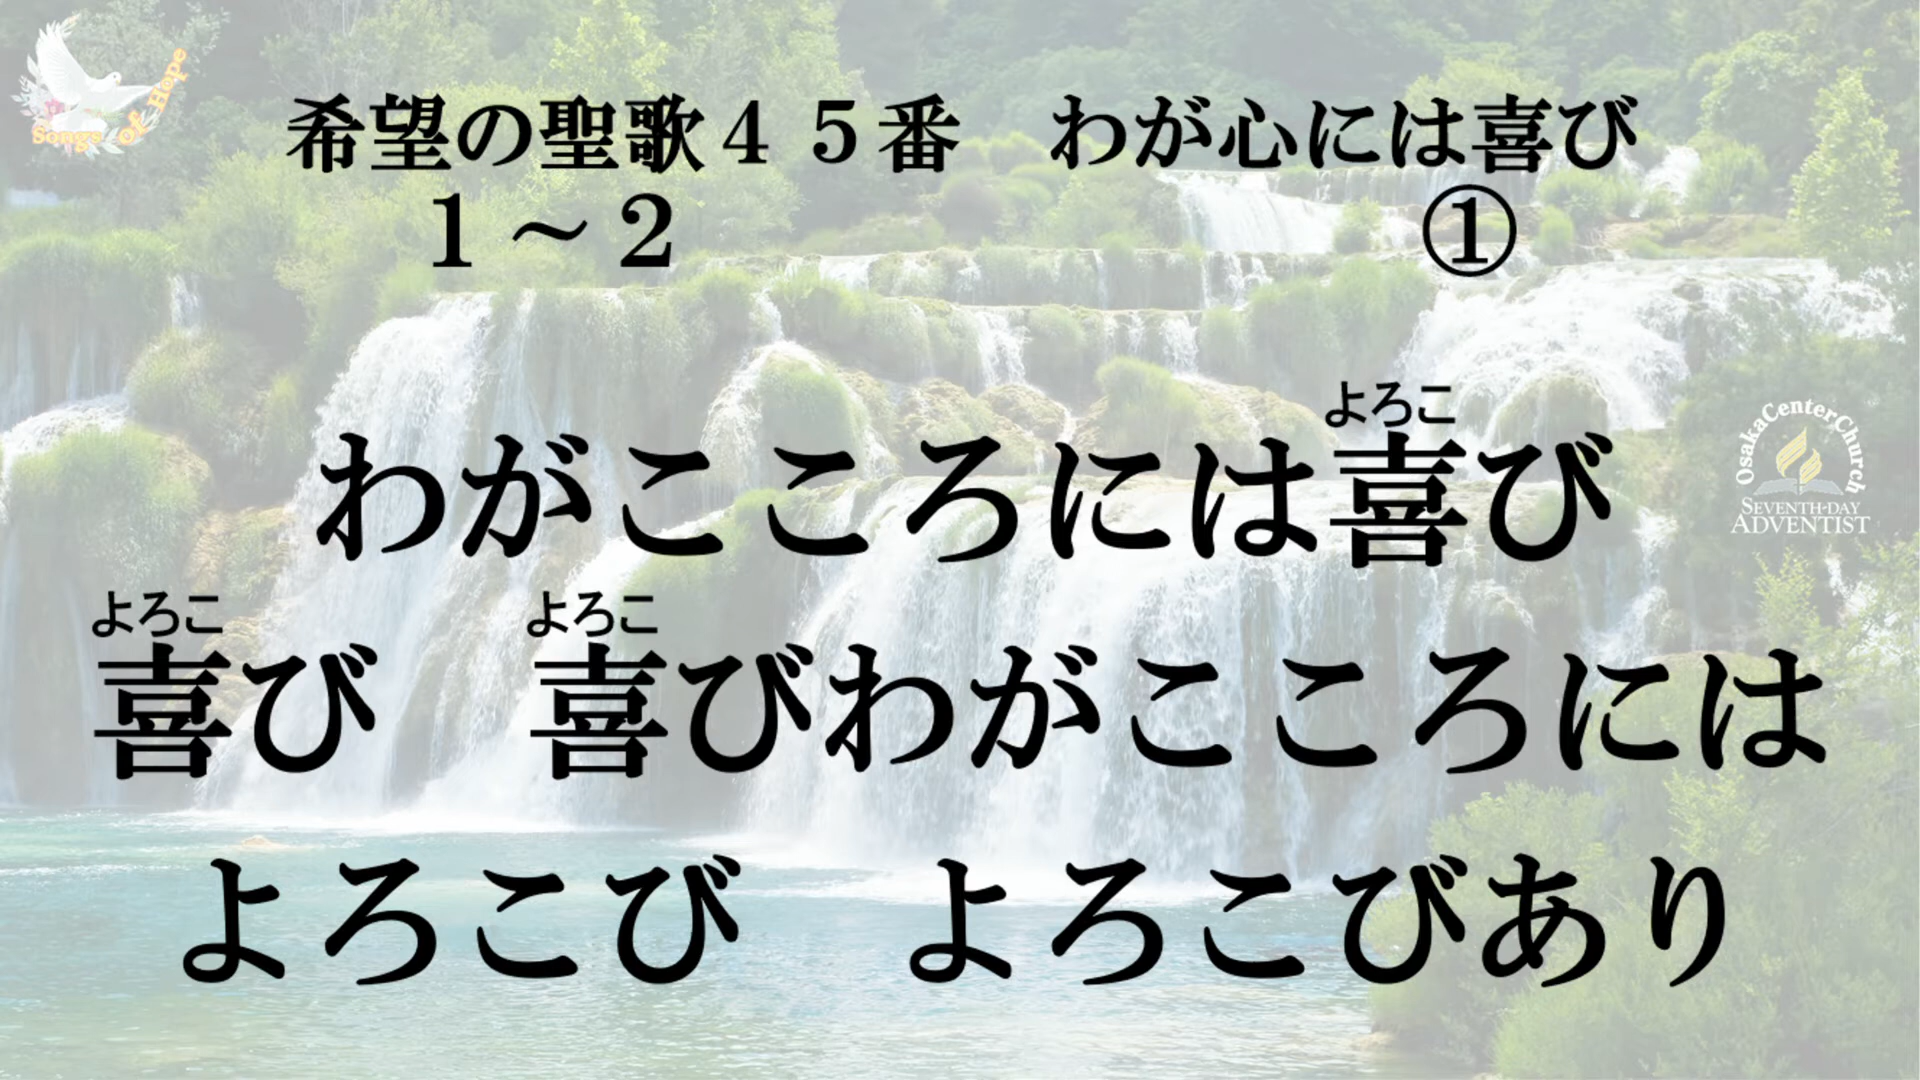 Songs of Hope
希望の聖歌４５番　わが心には喜び
１～２　①
よろこ
わがこころには喜び
よろこ　よろこ
喜び　喜びわがこころには
よろこび　よろこびあり
OsakaCenterChurch
SEVENTH-DAY
ADVENTIST